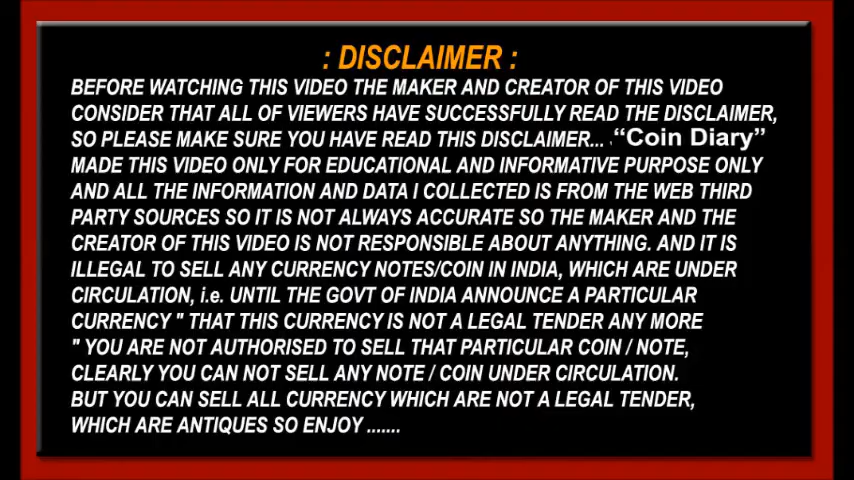 : DISCLAIMER :
BEFORE WATCHING THIS VIDEO THE MAKER AND CREATOR OF THIS VIDEO
CONSIDER THAT ALL OF VIEWERS HAVE SUCCESSFULLY READ THE DISCLAIMER,
SO PLEASE MAKE SURE YOU HAVE READ THIS DISCLAIMER... “Coin Diary”
MADE THIS VIDEO ONLY FOR EDUCATIONAL AND INFORMATIVE PURPOSE ONLY
AND ALL THE INFORMATION AND DATA I COLLECTED IS FROM THE WEB THIRD
PARTY SOURCES SO IT IS NOT ALWAYS ACCURATE SO THE MAKER AND THE
CREATOR OF THIS VIDEO IS NOT RESPONSIBLE ABOUT ANYTHING. AND IT IS
ILLEGAL TO SELL ANY CURRENCY NOTES/COIN IN INDIA, WHICH ARE UNDER
CIRCULATION, i.e. UNTIL THE GOVT OF INDIA ANNOUNCE A PARTICULAR
CURRENCY " THAT THIS CURRENCY IS NOT A LEGAL TENDER ANY MORE
" YOU ARE NOT AUTHORISED TO SELL THAT PARTICULAR COIN / NOTE,
CLEARLY YOU CAN NOT SELL ANY NOTE / COIN UNDER CIRCULATION.
BUT YOU CAN SELL ALL CURRENCY WHICH ARE NOT A LEGAL TENDER,
WHICH ARE ANTIQUES SO ENJOY .......